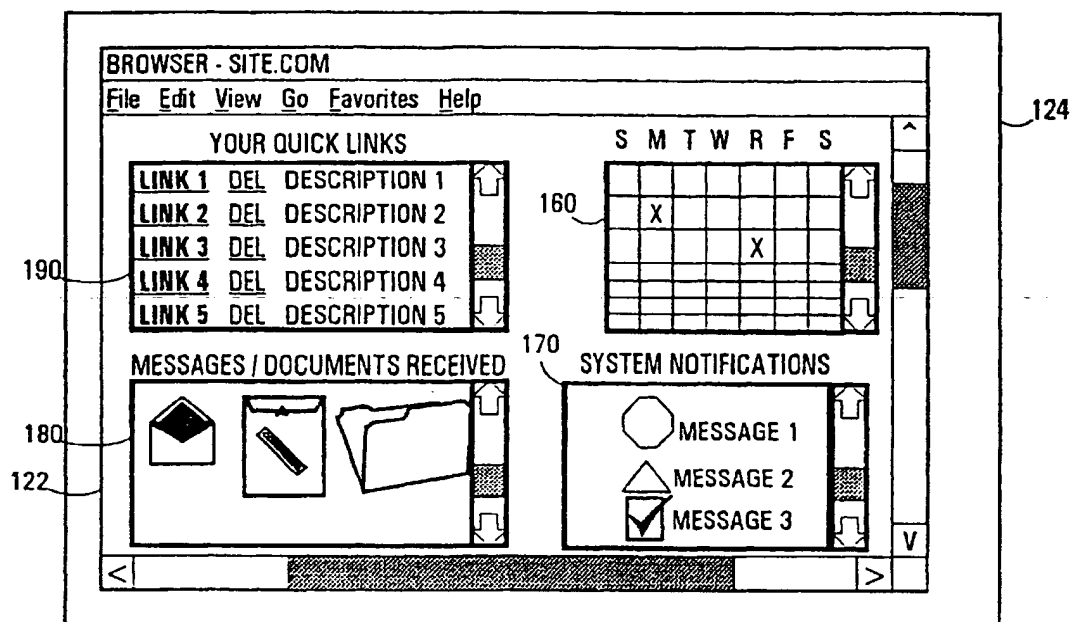 BROWSER - SITE.COM
File Edit View Go Favorites Help
124
YOUR QUICK LINKS
LINK 1 DEL DESCRIPTION 1
LINK 2 DEL DESCRIPTION 2
LINK 3 DEL DESCRIPTION 3
LINK 4 DEL DESCRIPTION 4
LINK 5 DEL DESCRIPTION 5
190
S M T W R F S
X
X
160
MESSAGES / DOCUMENTS RECEIVED
180
122
170
SYSTEM NOTIFICATIONS
MESSAGE 1
MESSAGE 2
MESSAGE 3
^
V
<
>